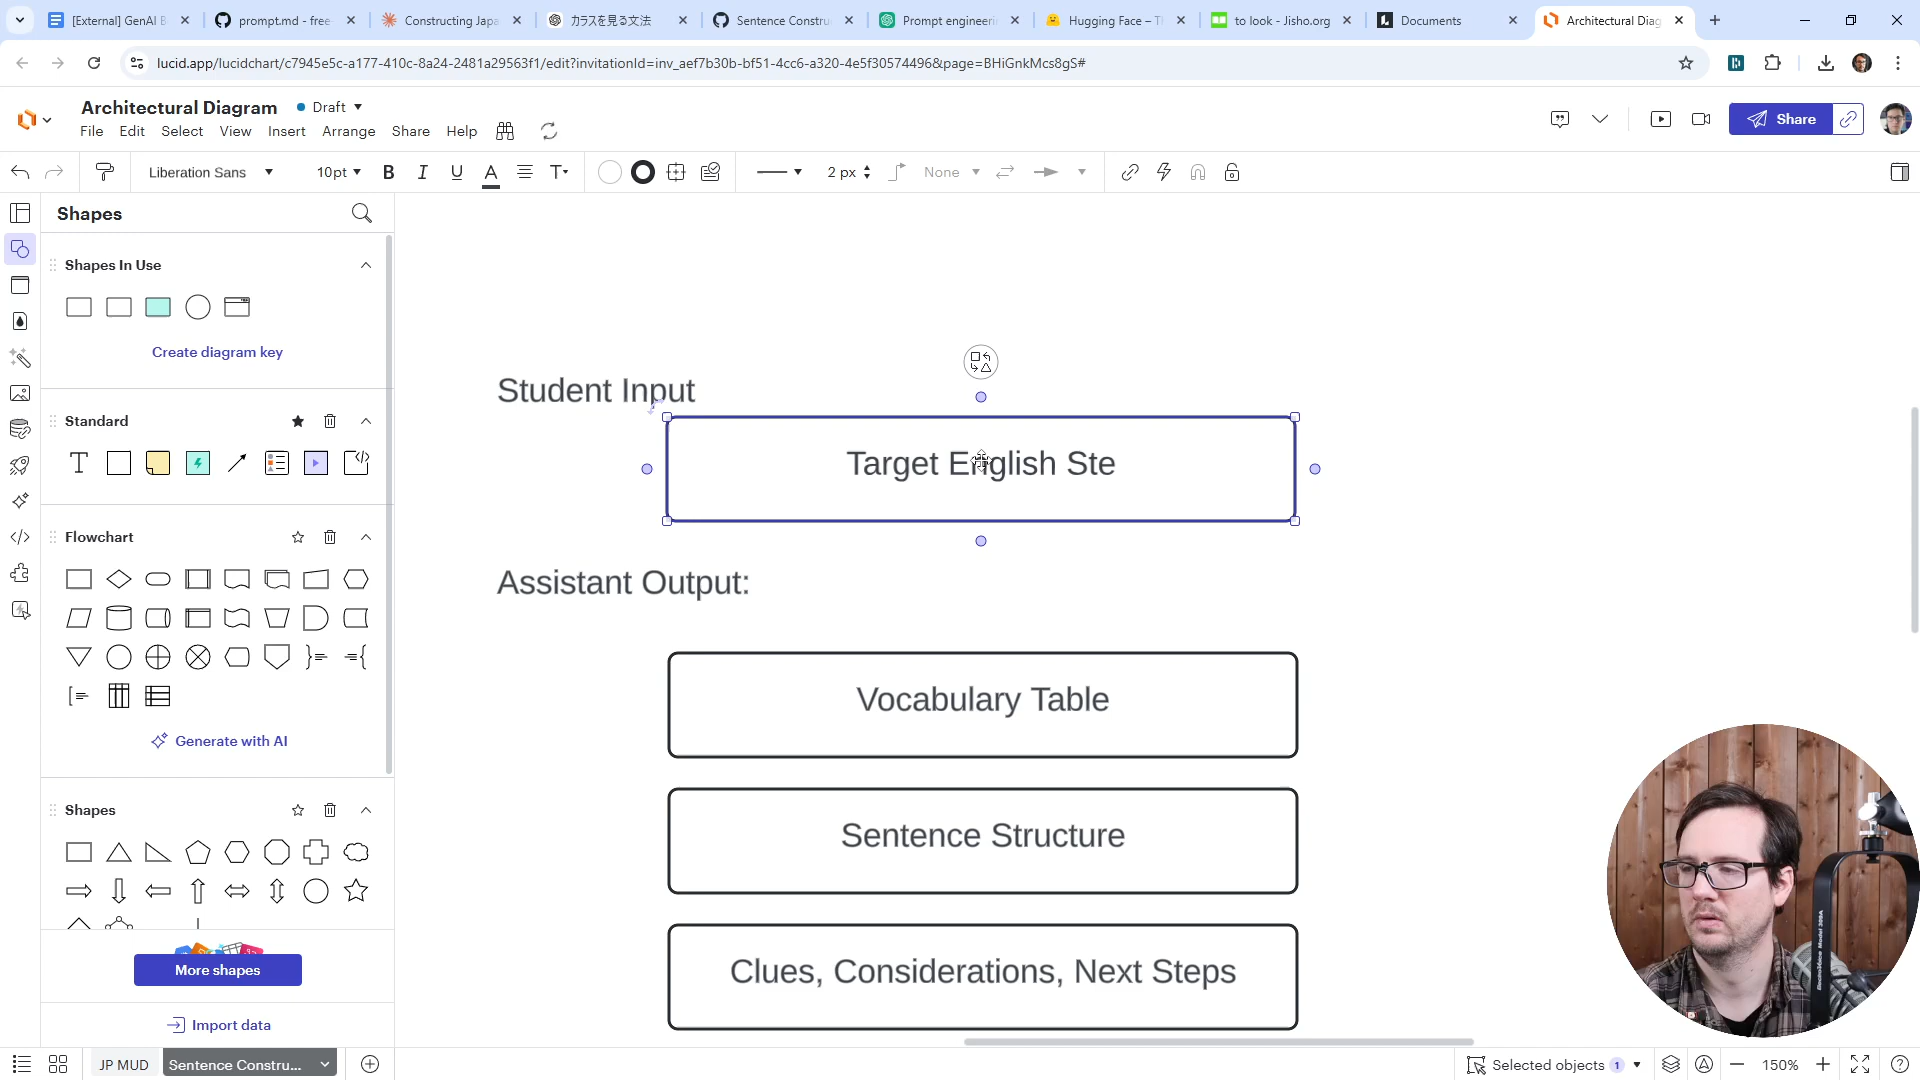 [External] GenAI B
prompt.md - free-
Constructing Japa
カラスを見る文法
Sentence Constru
Prompt engineerin
Hugging Face – Th
to look - Jisho.org
Documents
Architectural Diag
lucid.app/lucidchart/c7945e5c-a177-410c-8a24-2481a29563f1/edit?invitationId=inv_aef7b30b-bf51-4cc6-a320-4e5f30574496&page=BHiGnkMcs8gS#
Architectural Diagram
Draft
File Edit Select View Insert Arrange Share Help
Share
Liberation Sans
10pt
B I U A T
2 px
None
Shapes
Shapes In Use
Create diagram key
Standard
T
Flowchart
Generate with AI
Shapes
More shapes
Import data
Student Input
Target English Ste
Assistant Output:
Vocabulary Table
Sentence Structure
Clues, Considerations, Next Steps
JP MUD
Sentence Constru...
Selected objects 1
150%